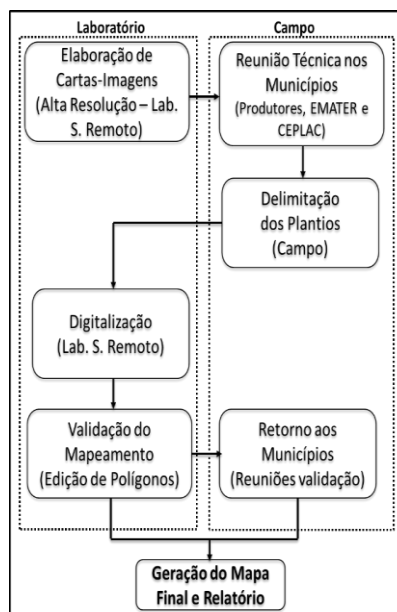 Laboratório
Campo
Elaboração de
Cartas-Imagens
(Alta Resolução – Lab.
S. Remoto)
Reunião Técnica nos
Municípios
(Produtores, EMATER e
CEPLAC)
Delimitação
dos Plantios
(Campo)
Digitalização
(Lab. S. Remoto)
Validação do
Mapeamento
(Edição de Polígonos)
Retorno aos
Municípios
(Reuniões validação)
Geração do Mapa
Final e Relatório